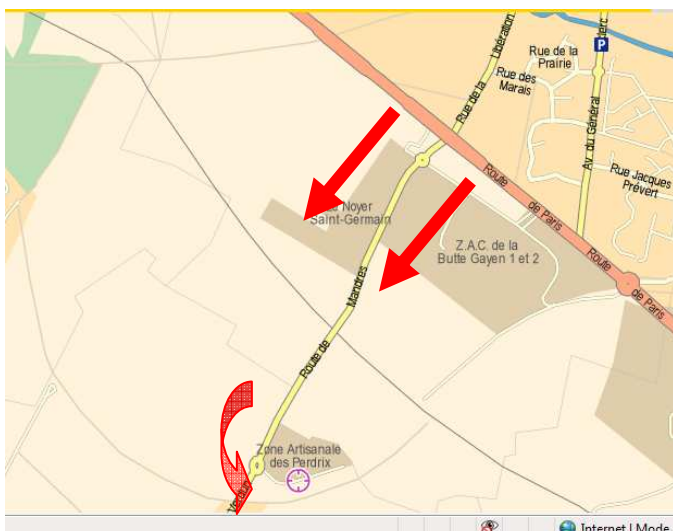 Rue de la
Prairie
Rue des
Marais
Rue de la Libération
P
Av. du Général
lerc
Rue Jacques
Prévert
Route de Paris
Noyer
Saint-Germain
Z.A.C. de la
Butte Gayen 1 et 2
Route de Paris
Route de Mandres
Zone Artisanale
des Perdrix
Verdun
Internet | Mode